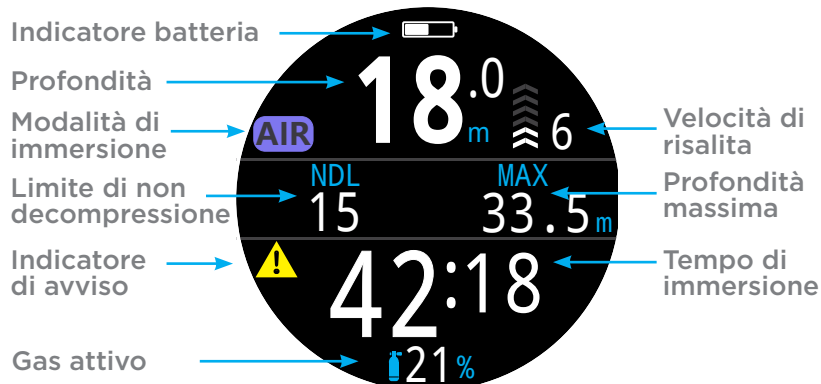 Indicatore batteria
Profondità
18.0
m
Modalità di
immersione
AIR
6
Velocità di
risalita
Limite di non
decompressione
NDL
15
MAX
33.5m
Profondità
massima
Indicatore
di avviso
42:18
Tempo di
immersione
Gas attivo
21%